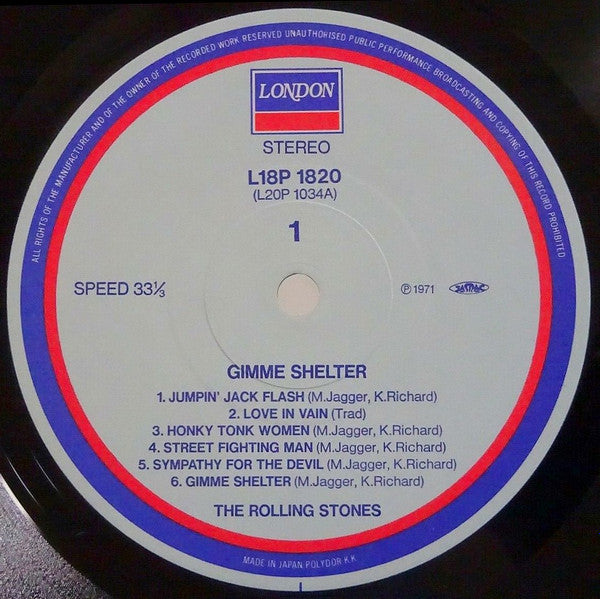 ALL RIGHTS OF THE MANUFACTURER AND OF THE OWNER OF THE RECORDED WORK RESERVED UNAUTHORISED PUBLIC PERFORMANCE BROADCASTING AND COPYING OF THIS RECORD PROHIBITED
LONDON
STEREO
L18P 1820
(L20P 1034A)
1
SPEED 33⅓
Ⓟ 1971
GIMME SHELTER
1. JUMPIN' JACK FLASH (M.Jagger, K.Richard)
2. LOVE IN VAIN (Trad)
3. HONKY TONK WOMEN (M.Jagger, K.Richard)
4. STREET FIGHTING MAN (M.Jagger, K.Richard)
5. SYMPATHY FOR THE DEVIL (M.Jagger, K.Richard)
6. GIMME SHELTER (M.Jagger, K.Richard)
THE ROLLING STONES
MADE IN JAPAN POLYDOR K.K.